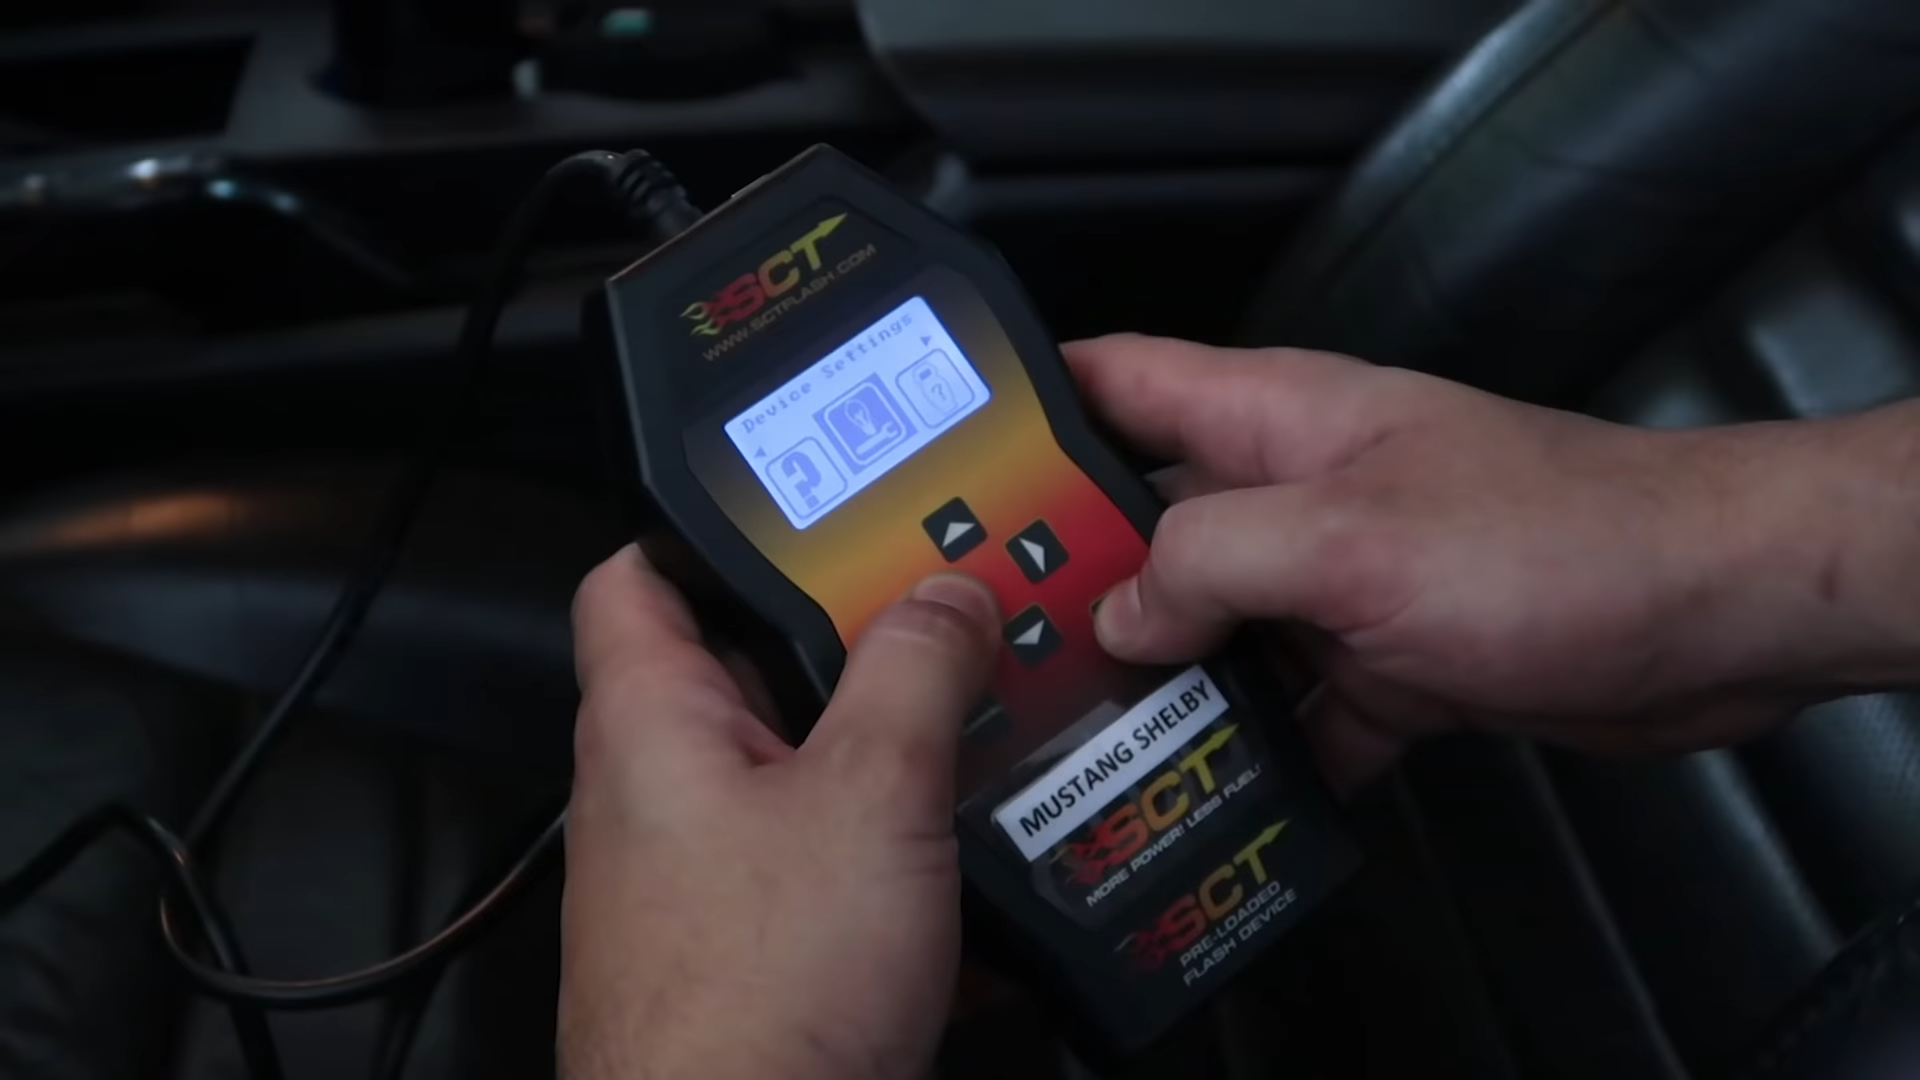 SCT
WWW.SCTFLASH.COM
Device Settings
?
?
MUSTANG SHELBY
SCT
MORE POWER! LESS FUEL!
SCT
PRE-LOADED
FLASH DEVICE